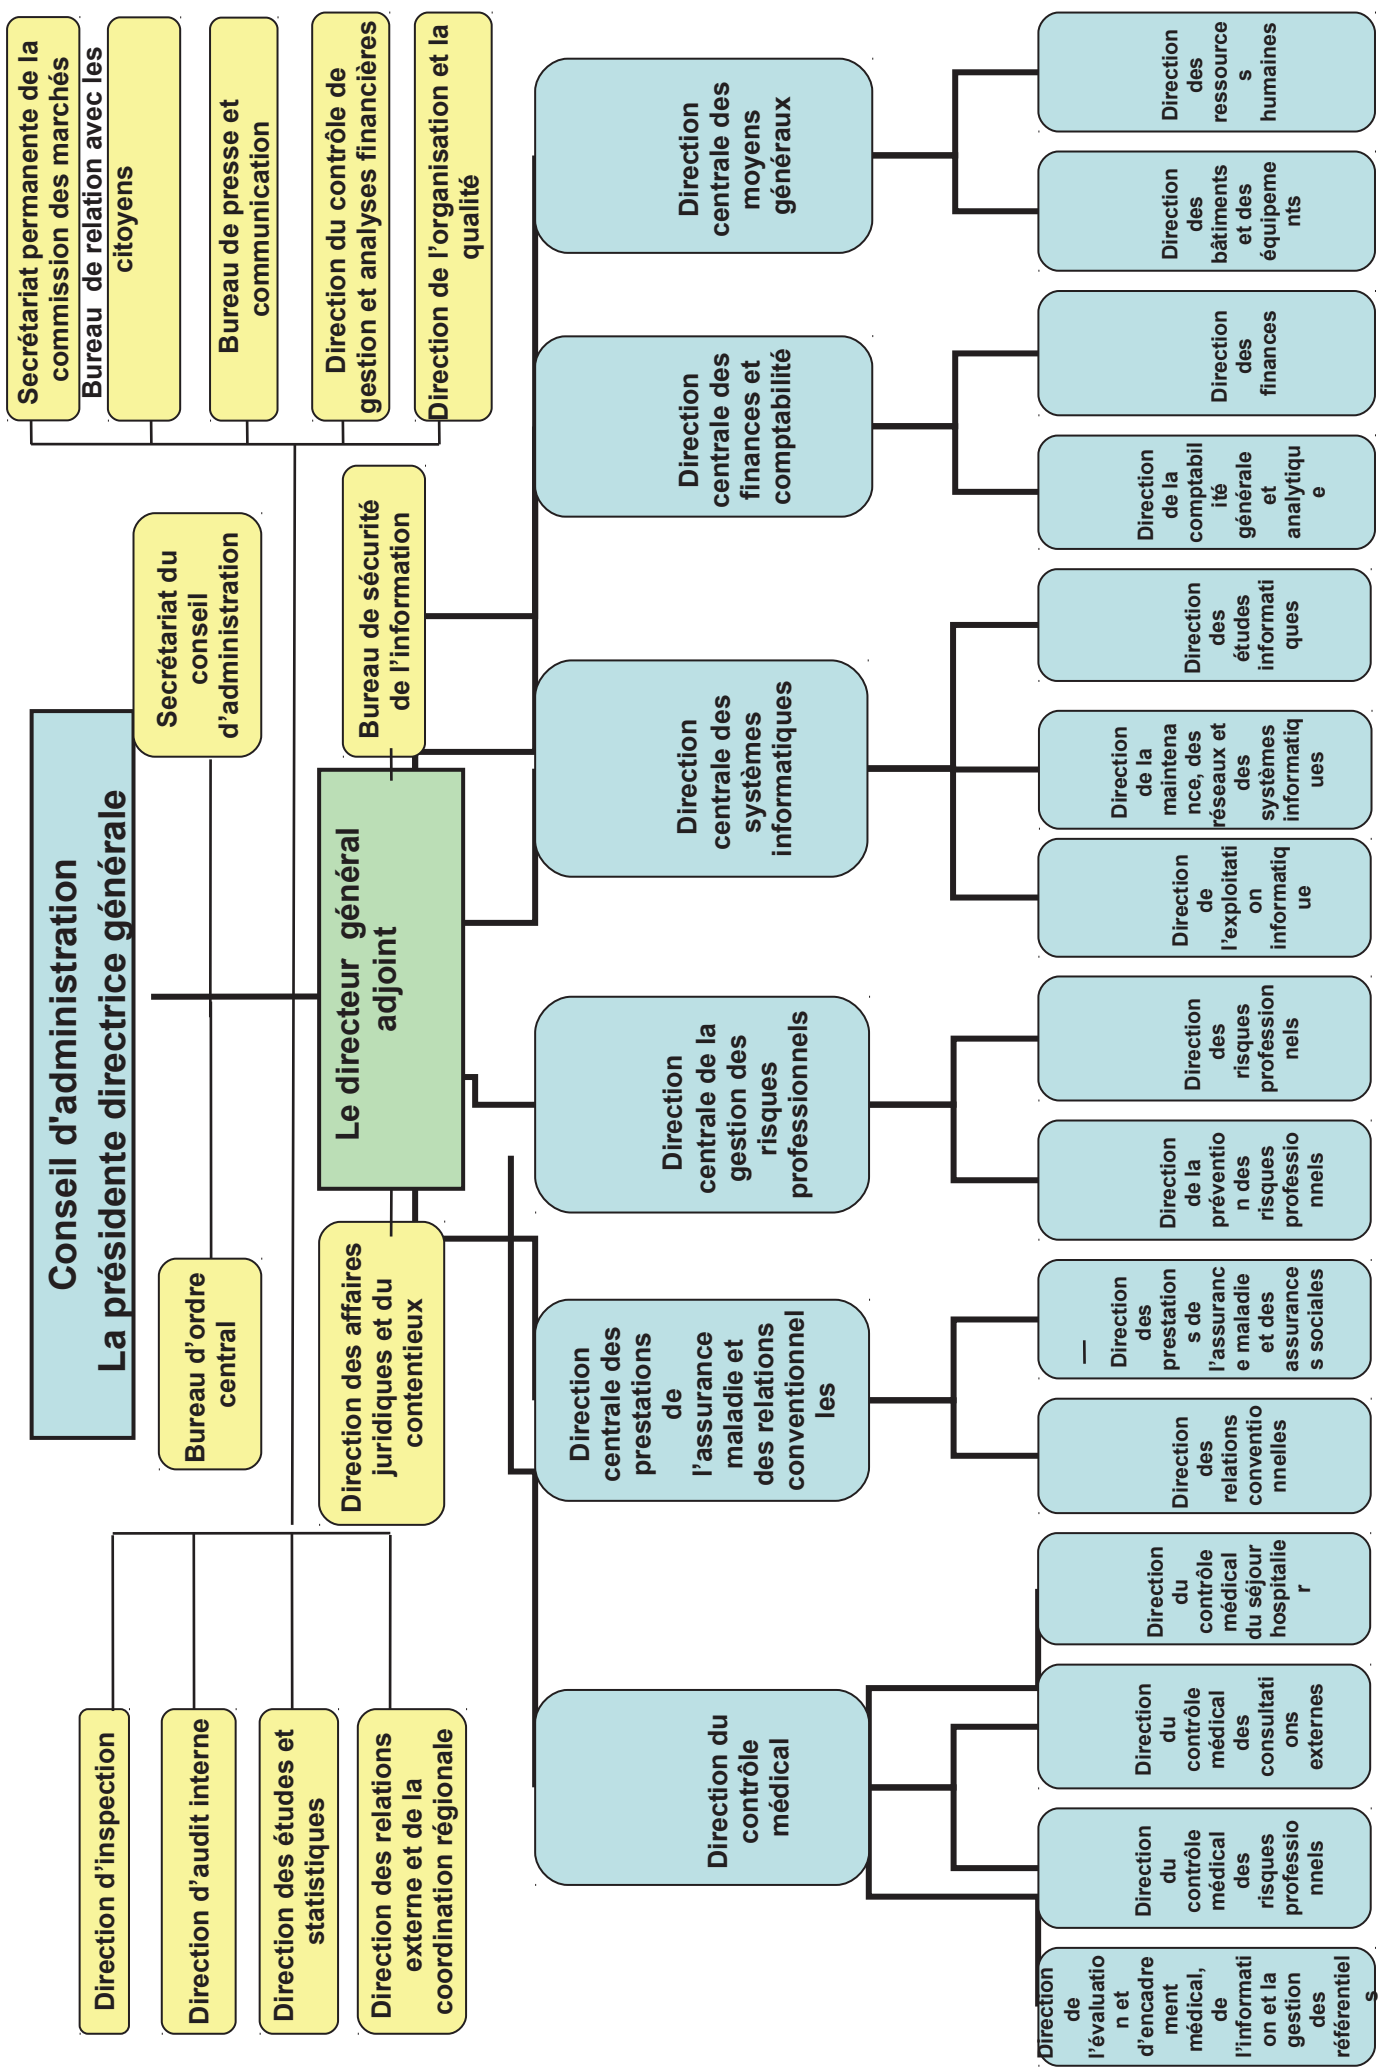 Conseil d'administration
La présidente directrice générale
Secrétariat du
conseil
d'administration
Bureau d'ordre
central
Direction d'inspection
Direction d'audit interne
Direction des études et
statistiques
Direction des relations
externe et de la
coordination régionale
Secrétariat permanente de la
commission des marchés
Bureau de relation avec les
citoyens
Bureau de presse et
communication
Direction du contrôle de
gestion et analyses financières
Direction de l'organisation et la
qualité
Le directeur général
adjoint
Direction des affaires
juridiques et du
contentieux
Bureau de sécurité
de l'information
Direction du
contrôle
médical
Direction
centrale des
prestations
de
l'assurance
maladie et
des relations
conventionnel
les
Direction
centrale de la
gestion des
risques
professionnels
Direction
centrale des
systèmes
informatiques
Direction
centrale des
finances et
comptabilité
Direction
centrale des
moyens
généraux
Direction
de
l'évaluatio
n et
d'encadre
ment
médical,
de
l'informati
on et la
gestion
des
référentiel
s
Direction
du
contrôle
médical
des
risques
professio
nnels
Direction
du
contrôle
médical
des
consultati
ons
externes
Direction
du
contrôle
médical
du séjour
hospitalie
r
Direction
des
relations
conventio
nnelles
Direction
des
prestation
s de
l'assuranc
e maladie
et des
assurance
s sociales
Direction
de la
préventio
n des
risques
professio
nnels
Direction
des
risques
profession
nels
Direction
de
l'exploitati
on
informatiq
ue
Direction
de la
maintena
nce, des
réseaux et
des
systèmes
informatiq
ues
Direction
des
études
informati
ques
Direction
de la
comptabil
ité
générale
et
analytiqu
e
Direction
des
finances
Direction
des
bâtiments
et des
équipeme
nts
Direction
des
ressource
s
humaines